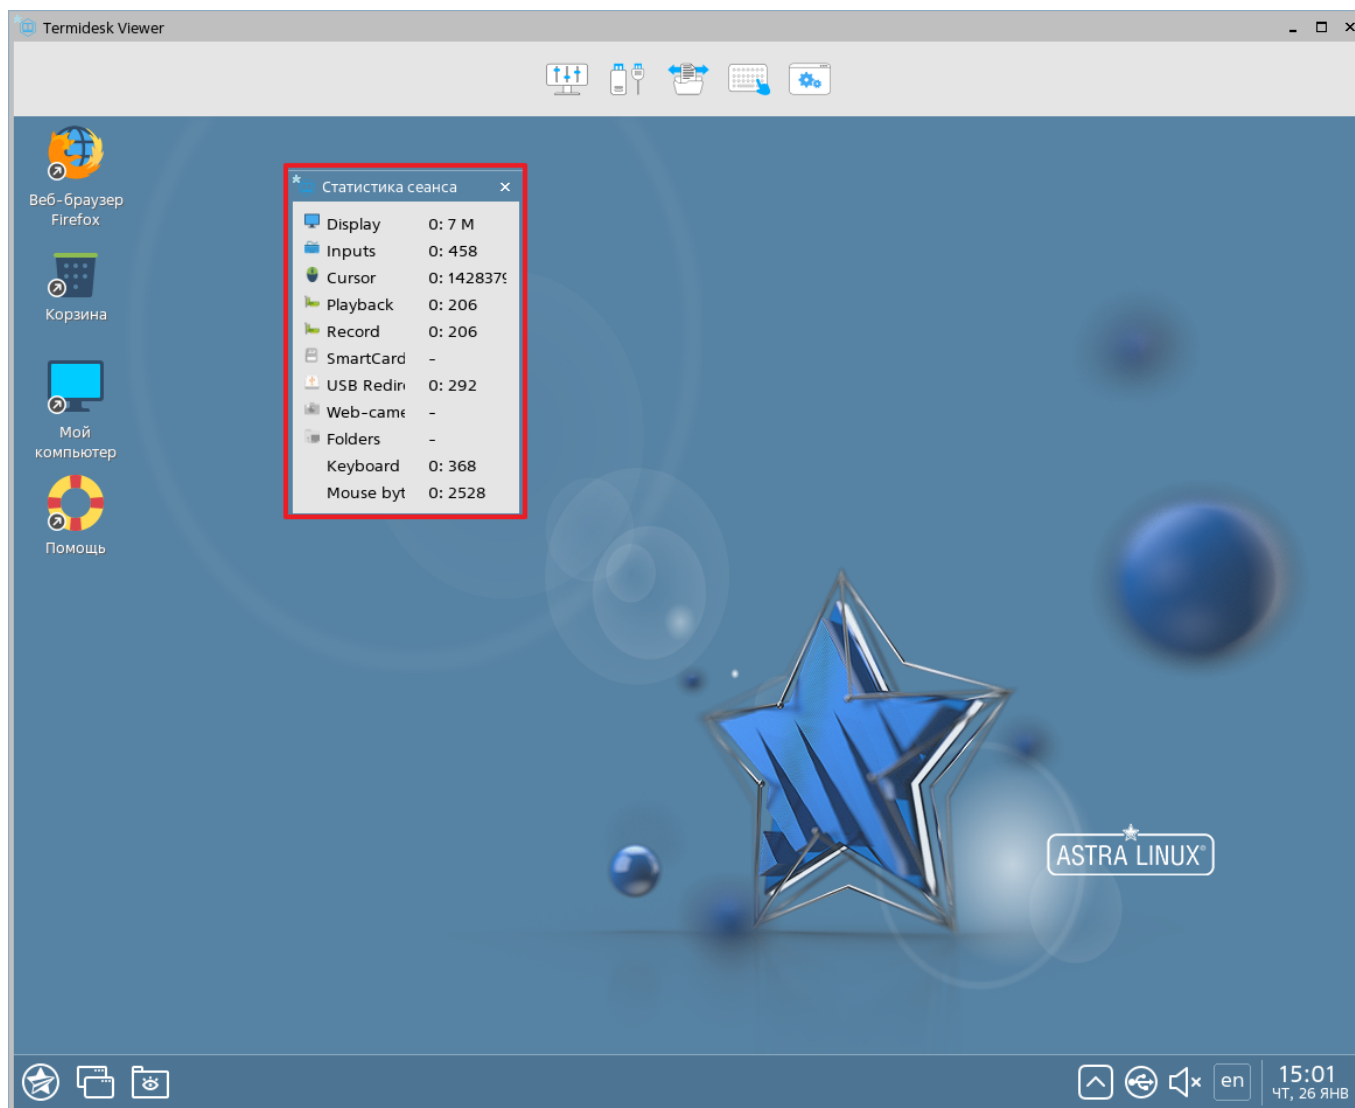 Termidesk Viewer
Веб-браузер
Firefox
Корзина
Мой
компьютер
Помощь
Статистика сеанса
Display 0: 7 M
Inputs 0: 458
Cursor 0: 1428379
Playback 0: 206
Record 0: 206
SmartCard -
USB Redir 0: 292
Web-came -
Folders -
Keyboard 0: 368
Mouse byt 0: 2528
ASTRA LINUX®
en
15:01
ЧТ, 26 ЯНВ